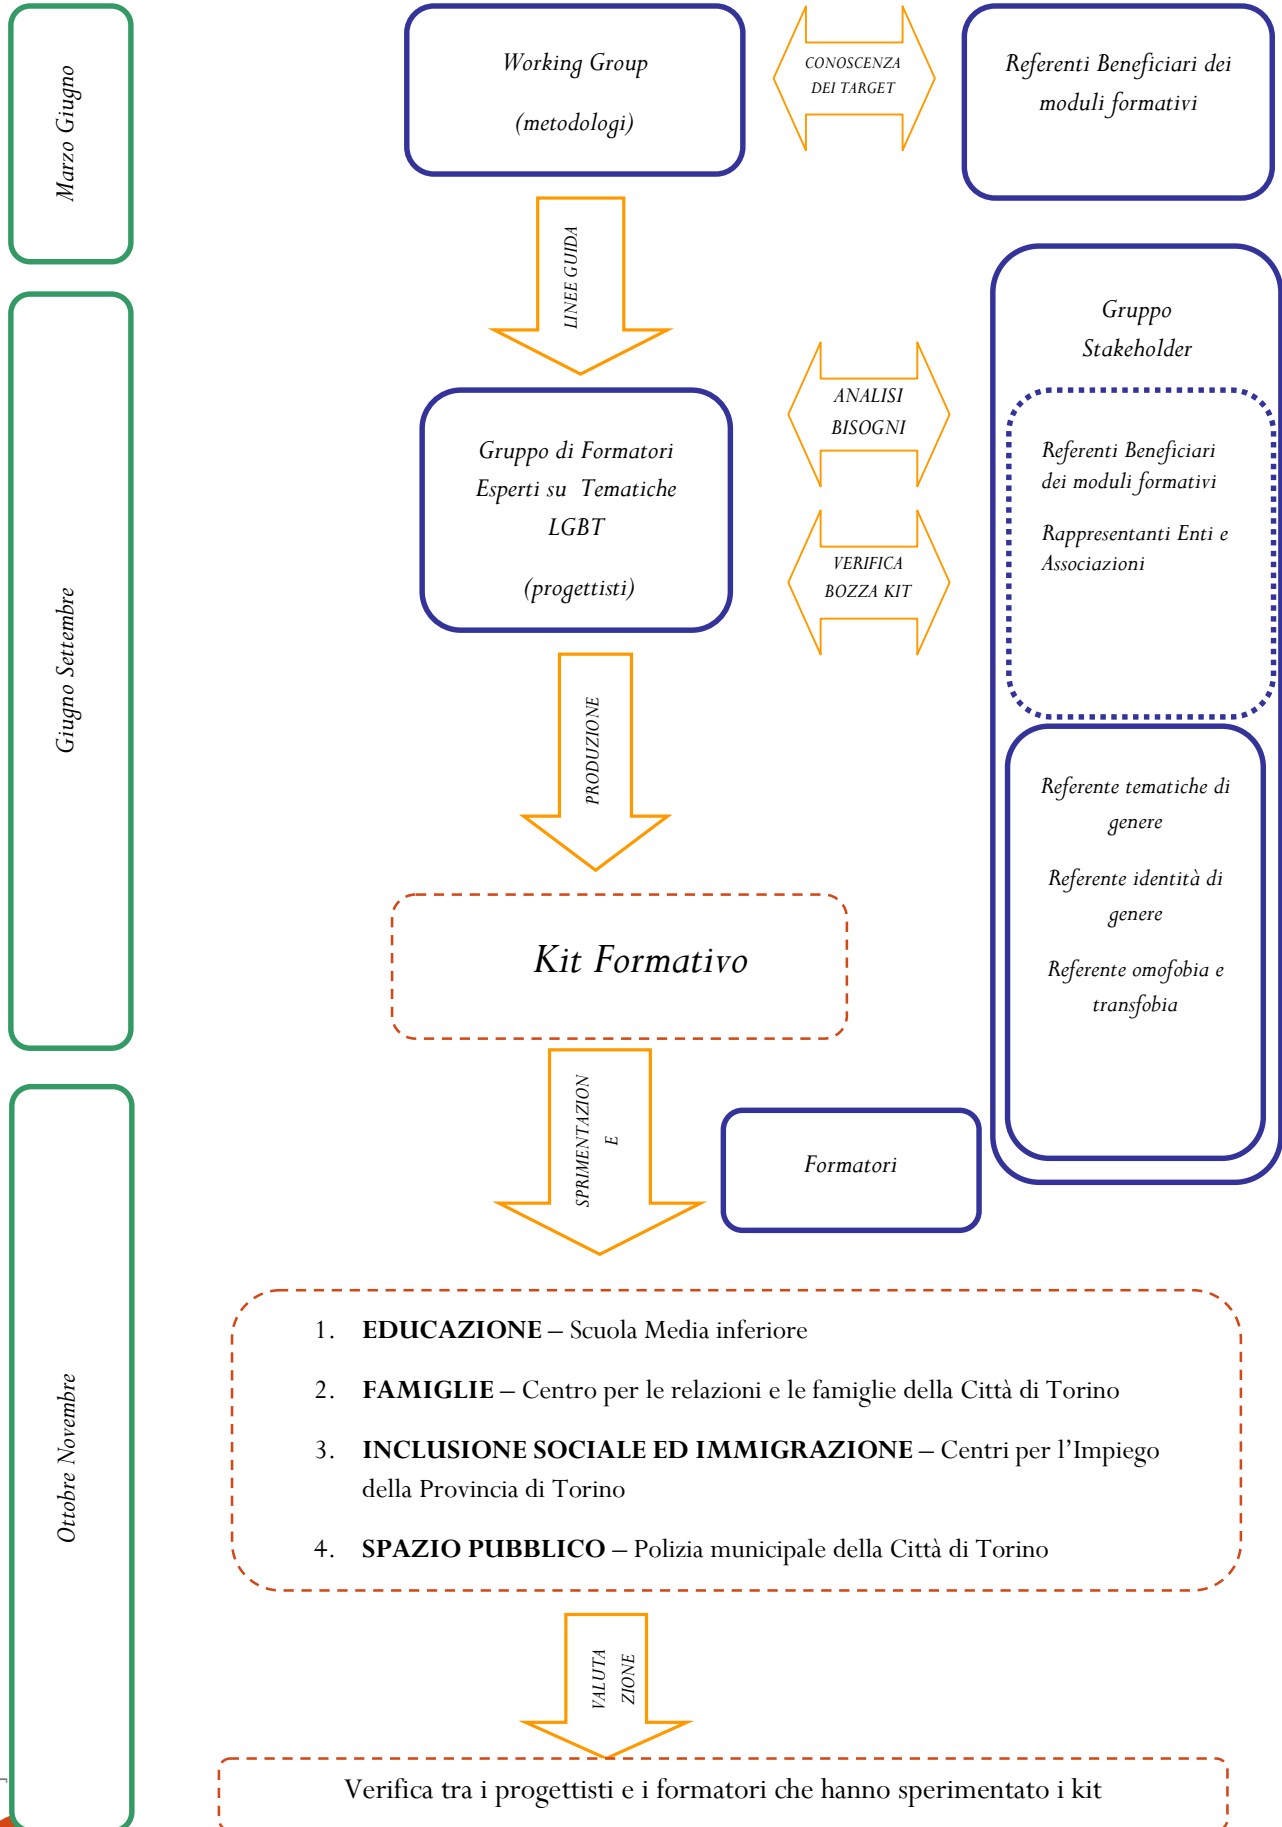 Marzo Giugno
Working Group
(metodologi)
CONOSCENZA
DEI TARGET
Referenti Beneficiari dei
moduli formativi
LINEE GUIDA
Giugno Settembre
Gruppo di Formatori
Esperti su Tematiche
LGBT
(progettisti)
ANALISI
BISOGNI
VERIFICA
BOZZA KIT
Gruppo
Stakeholder
Referenti Beneficiari
dei moduli formativi
Rappresentanti Enti e
Associazioni
Referente tematiche di
genere
Referente identità di
genere
Referente omofobia e
transfobia
PRODUZIONE
Kit Formativo
Ottobre Novembre
SPRIMENTAZION
E
Formatori
1. EDUCAZIONE – Scuola Media inferiore
2. FAMIGLIE – Centro per le relazioni e le famiglie della Città di Torino
3. INCLUSIONE SOCIALE ED IMMIGRAZIONE – Centri per l'Impiego
della Provincia di Torino
4. SPAZIO PUBBLICO – Polizia municipale della Città di Torino
VALUTA
ZIONE
Verifica tra i progettisti e i formatori che hanno sperimentato i kit